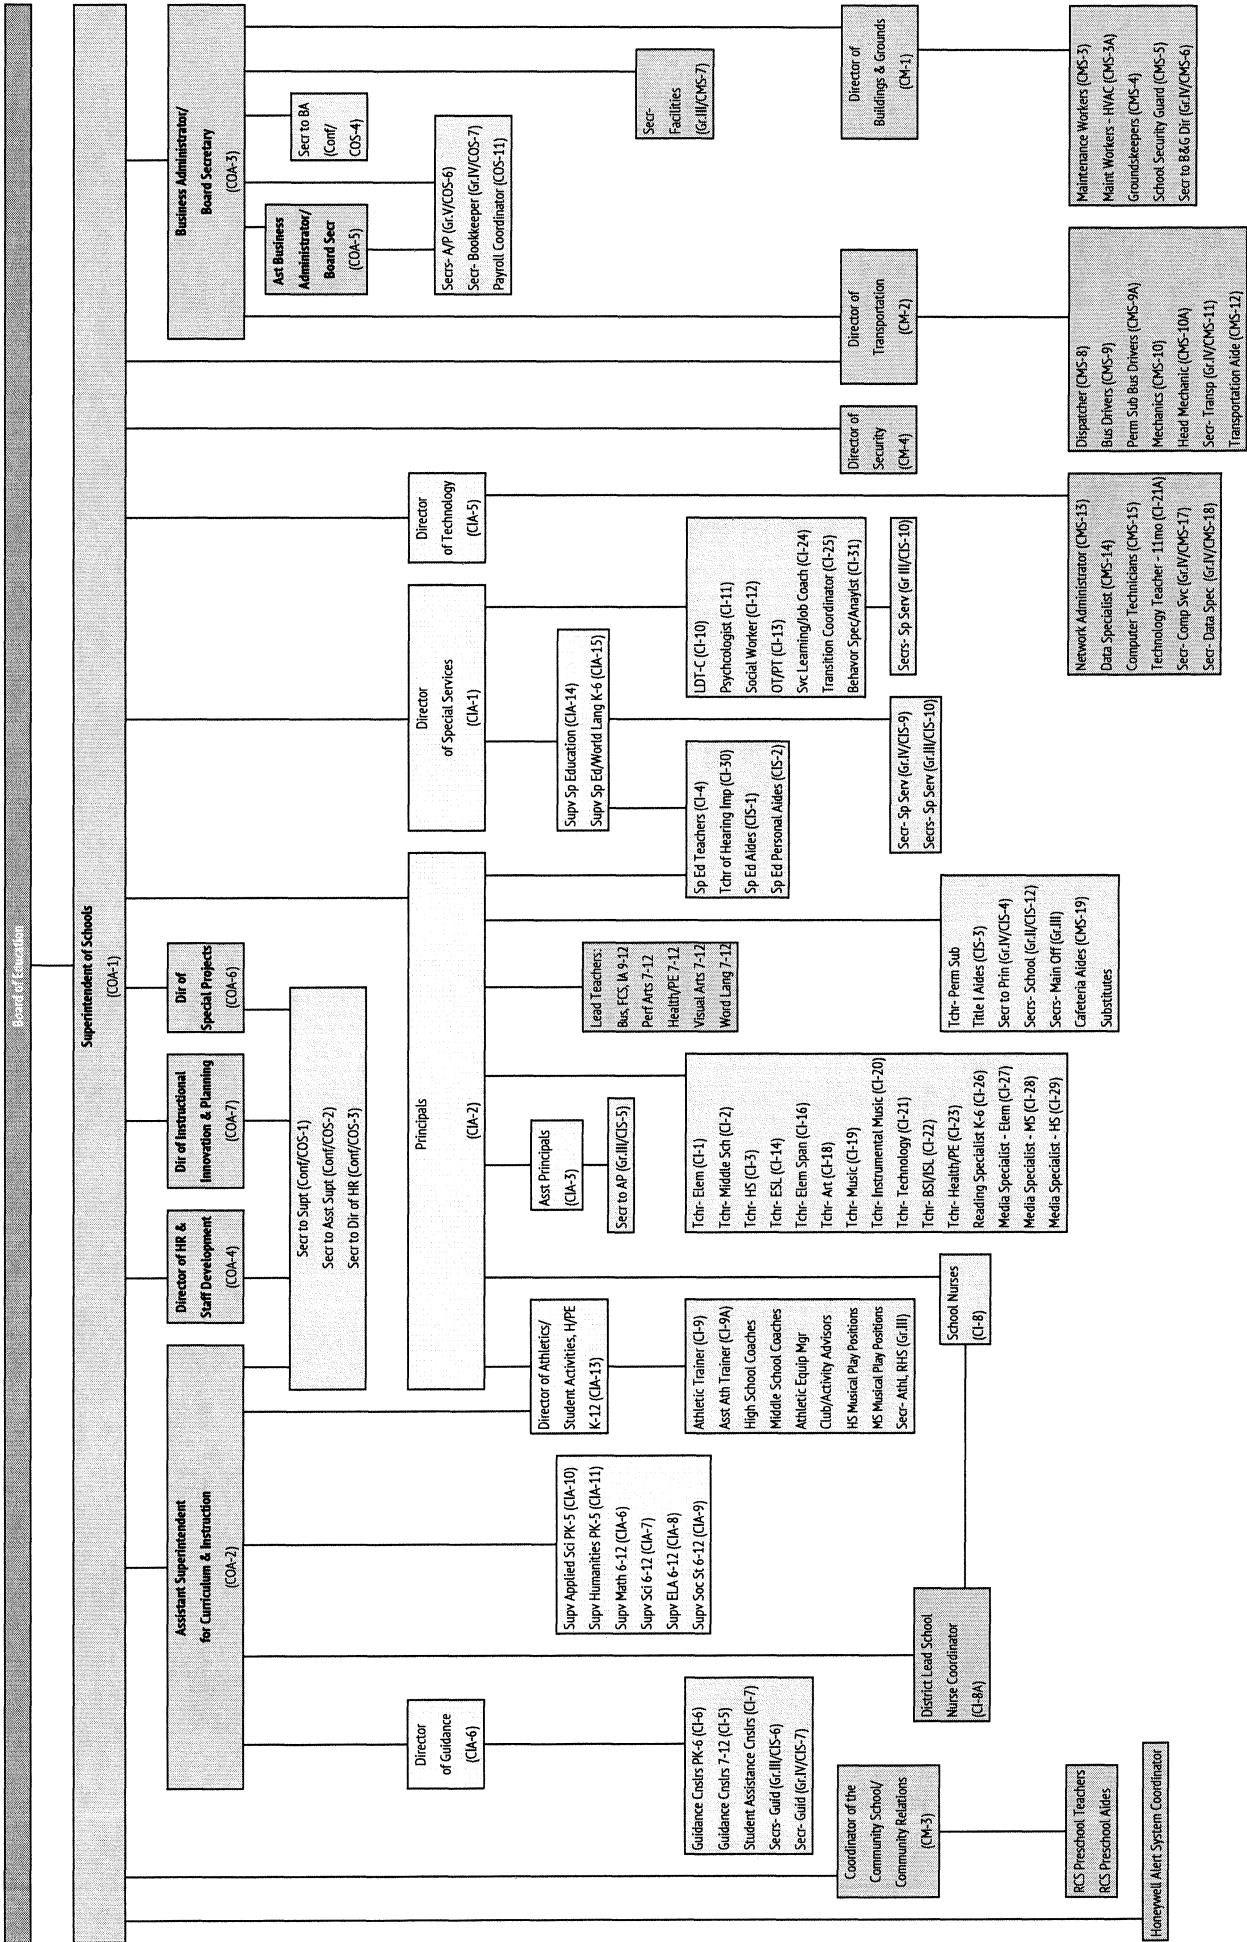 Board of Education
Superintendent of Schools
(COA-1)
Assistant Superintendent
for Curriculum & Instruction
(COA-2)
Director of HR &
Staff Development
(COA-4)
Dir of Instructional
Innovation & Planning
(COA-7)
Dir of
Special Projects
(COA-6)
Business Administrator/
Board Secretary
(COA-3)
Ast Business
Administrator/
Board Secr
(COA-5)
Secr to BA
(Conf/
COS-4)
Secr to Supt (Conf/COS-1)
Secr to Asst Supt (Conf/COS-2)
Secr to Dir of HR (Conf/COS-3)
Secrs- A/P (Gr.V/COS-6)
Secr- Bookkeeper (Gr.IV/COS-7)
Payroll Coordinator (COS-11)
Director
of Guidance
(CIA-6)
Principals
(CIA-2)
Director
of Special Services
(CIA-1)
Director
of Technology
(CIA-5)
Director of Athletics/
Student Activities, H/PE
K-12 (CIA-13)
Asst Principals
(CIA-3)
Secr to AP (Gr.III/CIS-5)
Supv Applied Sci PK-5 (CIA-10)
Supv Humanities PK-5 (CIA-11)
Supv Math 6-12 (CIA-6)
Supv Sci 6-12 (CIA-7)
Supv ELA 6-12 (CIA-8)
Supv Soc St 6-12 (CIA-9)
Lead Teachers:
Bus, FCS, IA 9-12
Perf Arts 7-12
Health/PE 7-12
Visual Arts 7-12
Word Lang 7-12
Supv Sp Education (CIA-14)
Supv Sp Ed/World Lang K-6 (CIA-15)
Secr-
Facilities
(Gr.III/CMS-7)
Guidance Cnslrs PK-6 (CI-6)
Guidance Cnslrs 7-12 (CI-5)
Student Assistance Cnslrs (CI-7)
Secrs- Guid (Gr.III/CIS-6)
Secr- Guid (Gr.IV/CIS-7)
Athletic Trainer (CI-9)
Asst Ath Trainer (CI-9A)
High School Coaches
Middle School Coaches
Athletic Equip Mgr
Club/Activity Advisors
HS Musical Play Positions
MS Musical Play Positions
Secr- Athl, RHS (Gr.III)
Tchr- Elem (CI-1)
Tchr- Middle Sch (CI-2)
Tchr- HS (CI-3)
Tchr- ESL (CI-14)
Tchr- Elem Span (CI-16)
Tchr- Art (CI-18)
Tchr- Music (CI-19)
Tchr- Instrumental Music (CI-20)
Tchr- Technology (CI-21)
Tchr- BSI/ISL (CI-22)
Tchr- Health/PE (CI-23)
Reading Specialist K-6 (CI-26)
Media Specialist - Elem (CI-27)
Media Specialist - MS (CI-28)
Media Specialist - HS (CI-29)
Sp Ed Teachers (CI-4)
Tchr of Hearing Imp (CI-30)
Sp Ed Aides (CIS-1)
Sp Ed Personal Aides (CIS-2)
LDT-C (CI-10)
Psychcologist (CI-11)
Social Worker (CI-12)
OT/PT (CI-13)
Svc Learning/Job Coach (CI-24)
Transition Coordinator (CI-25)
Behavor Spec/Anaylst (CI-31)
Coordinator of the
Community School/
Community Relations
(CM-3)
Director of
Security
(CM-4)
Director of
Transportation
(CM-2)
Director of
Buildings & Grounds
(CM-1)
Secr- Sp Serv (Gr.IV/CIS-9)
Secrs- Sp Serv (Gr.III/CIS-10)
Secrs- Sp Serv (Gr III/CIS-10)
District Lead School
Nurse Coordinator
(CI-8A)
School Nurses
(CI-8)
Tchr- Perm Sub
Title I Aides (CIS-3)
Secr to Prin (Gr.IV/CIS-4)
Secrs- School (Gr.II/CIS-12)
Secrs- Main Off (Gr.III)
Cafeteria Aides (CMS-19)
Substitutes
RCS Preschool Teachers
RCS Preschool Aides
Network Administrator (CMS-13)
Data Specialist (CMS-14)
Computer Technicians (CMS-15)
Technology Teacher - 11mo (CI-21A)
Secr- Comp Svc (Gr.IV/CMS-17)
Secr- Data Spec (Gr.IV/CMS-18)
Dispatcher (CMS-8)
Bus Drivers (CMS-9)
Perm Sub Bus Drivers (CMS-9A)
Mechanics (CMS-10)
Head Mechanic (CMS-10A)
Secr- Transp (Gr.IV/CMS-11)
Transportation Aide (CMS-12)
Maintenance Workers (CMS-3)
Maint Workers - HVAC (CMS-3A)
Groundskeepers (CMS-4)
School Security Guard (CMS-5)
Secr to B&G Dir (Gr.IV/CMS-6)
Honeywell Alert System Coordinator